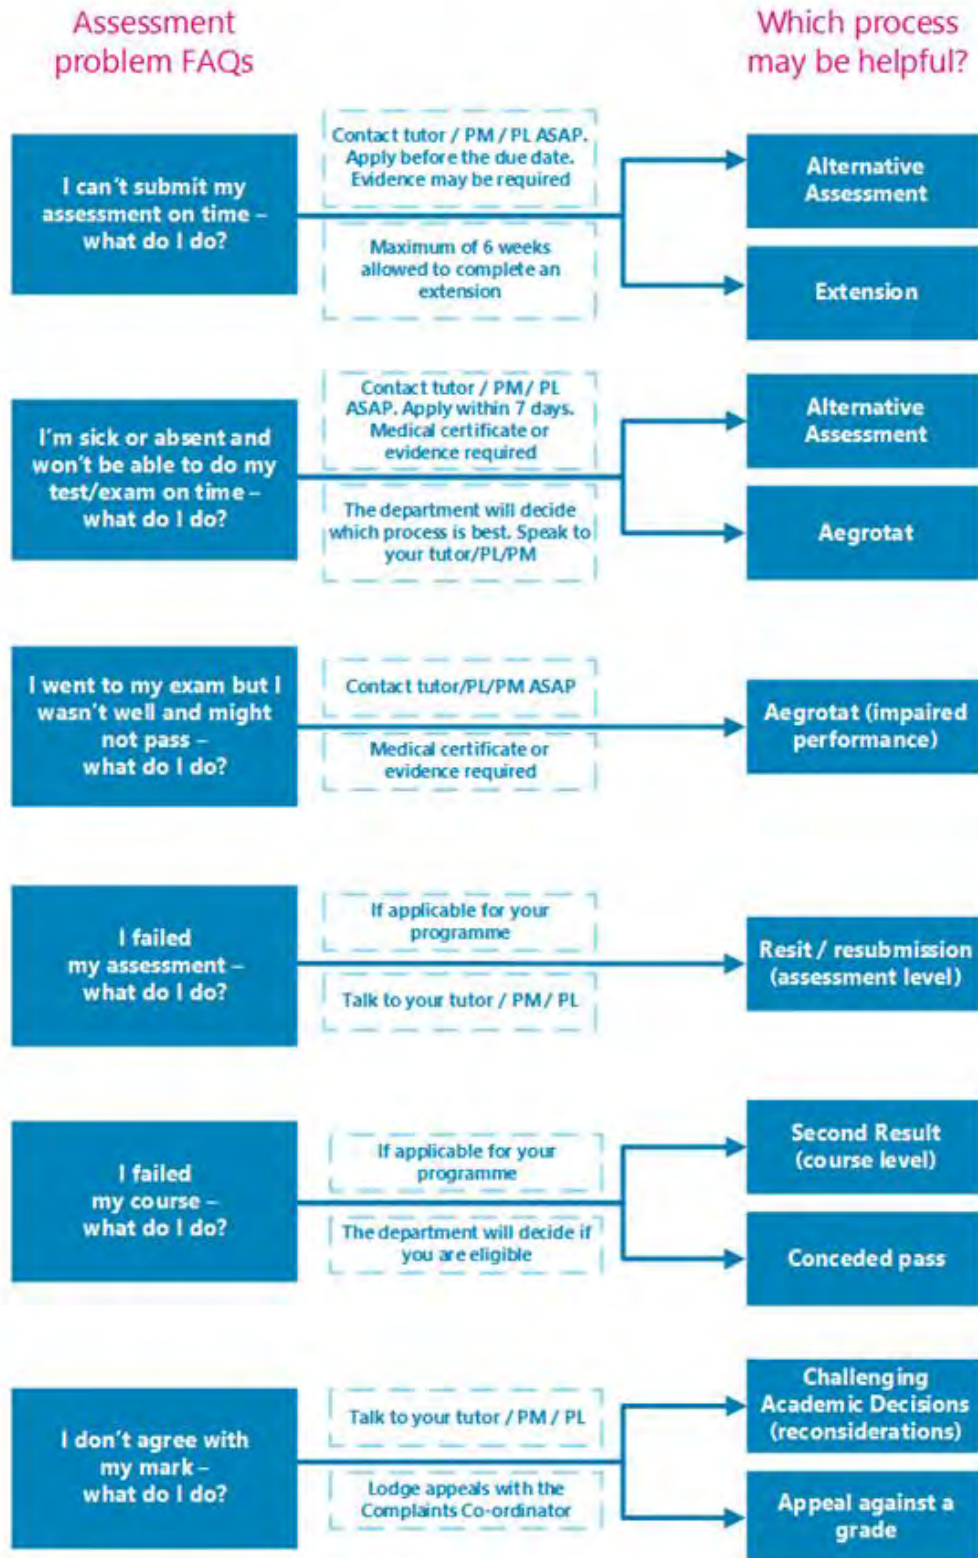 Assessment
problem FAQs
Which process
may be helpful?
I can't submit my
assessment on time –
what do I do?
Contact tutor / PM / PL ASAP.
Apply before the due date.
Evidence may be required
Maximum of 6 weeks
allowed to complete an
extension
Alternative
Assessment
Extension
I'm sick or absent and
won't be able to do my
test/exam on time –
what do I do?
Contact tutor / PM/ PL
ASAP. Apply within 7 days.
Medical certificate or
evidence required
The department will decide
which process is best. Speak to
your tutor/PL/PM
Alternative
Assessment
Aegrotat
I went to my exam but I
wasn't well and might
not pass –
what do I do?
Contact tutor/PL/PM ASAP
Medical certificate or
evidence required
Aegrotat (impaired
performance)
I failed
my assessment –
what do I do?
If applicable for your
programme
Talk to your tutor / PM / PL
Resit / resubmission
(assessment level)
I failed
my course –
what do I do?
If applicable for your
programme
The department will decide if
you are eligible
Second Result
(course level)
Conceded pass
I don't agree with
my mark –
what do I do?
Talk to your tutor / PM / PL
Lodge appeals with the
Complaints Co-ordinator
Challenging
Academic Decisions
(reconsiderations)
Appeal against a
grade